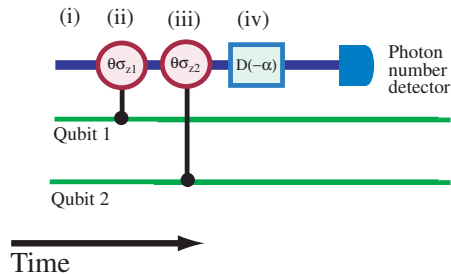 (i) (ii) (iii) (iv)
θσz1 θσz2 D(-α)
Photon
number
detector
Qubit 1
Qubit 2
Time